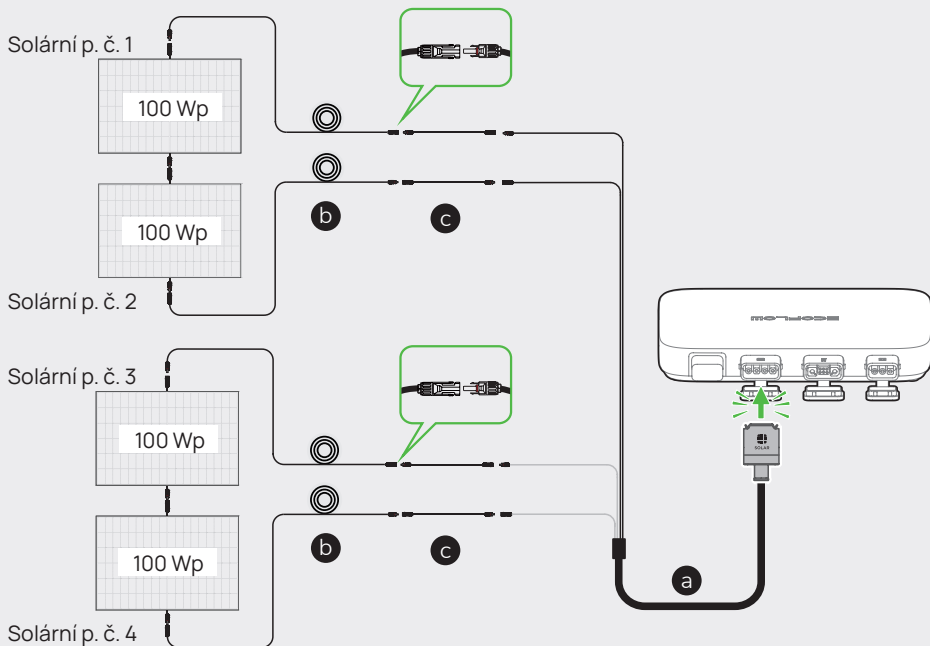 Solární p. č. 1
100 Wp
100 Wp
b
c
Solární p. č. 2
ECOFLOW
Solární p. č. 3
100 Wp
SOLAR
100 Wp
b
c
a
Solární p. č. 4